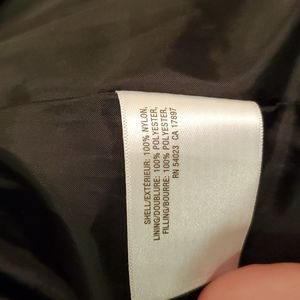 SHELL/EXTÉRIEUR: 100% NYLON,
LINING/DOUBLURE: 100% POLYESTER,
FILLING/BOURRE: 100% POLYESTER,
RN 54023 CA 17897